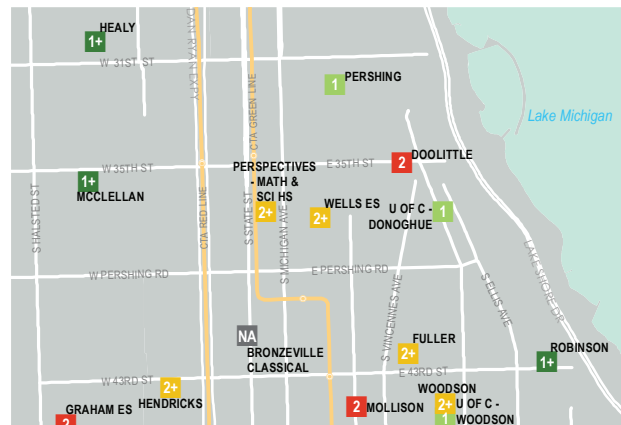 HEALY
1+
W 31ST ST
DAN RYAN EXPY
CTA GREEN LINE
PERSHING
1
Lake Michigan
W 35TH ST
E 35TH ST
2
DOOLITTLE
1+
MCCLELLAN
PERSPECTIVES
- MATH &
SCI HS
2+
WELLS ES
2+
U OF C -
DONOGHUE
1
S HALSTED ST
CTA RED LINE
S STATE ST
S MICHIGAN AVE
LAKE SHORE DR
W PERSHING RD
E PERSHING RD
S VINCENNES AVE
S ELLIS AVE
NA
BRONZEVILLE
CLASSICAL
FULLER
2+
ROBINSON
1+
W 43RD ST
E 43RD ST
2+
HENDRICKS
GRAHAM ES
2
2
MOLLISON
WOODSON
2+
U OF C -
WOODSON
1